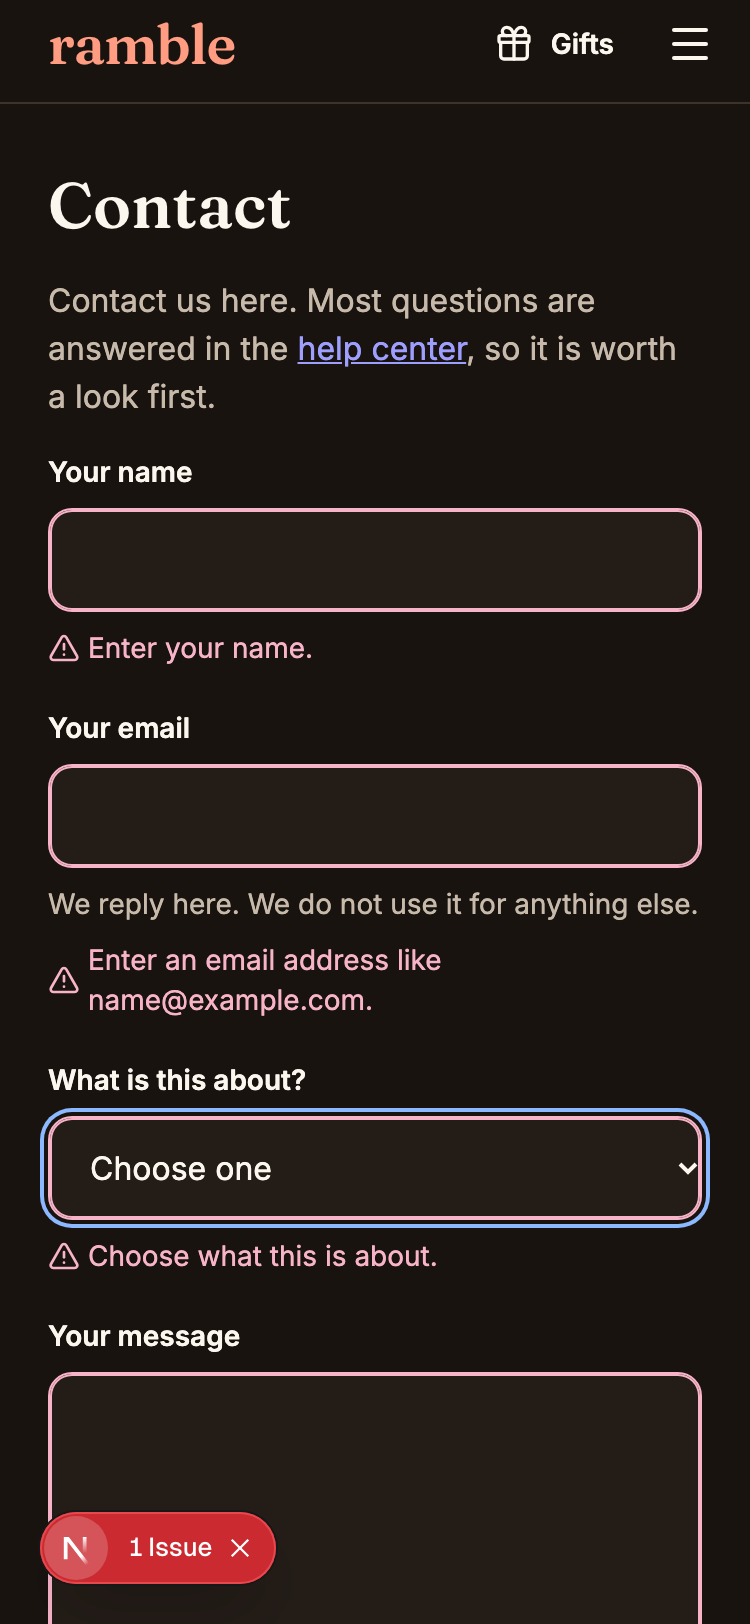 ramble
Gifts
Contact
Contact us here. Most questions are
answered in the help center, so it is worth
a look first.
Your name
Enter your name.
Your email
We reply here. We do not use it for anything else.
Enter an email address like
name@example.com.
What is this about?
Choose one
Choose what this is about.
Your message
N
1 Issue